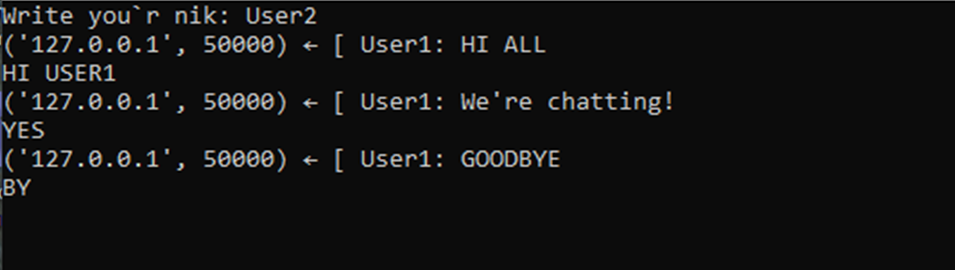 Write you`r nik: User2
('127.0.0.1', 50000) ← [ User1: HI ALL
HI USER1
('127.0.0.1', 50000) ← [ User1: We're chatting!
YES
('127.0.0.1', 50000) ← [ User1: GOODBYE
BY